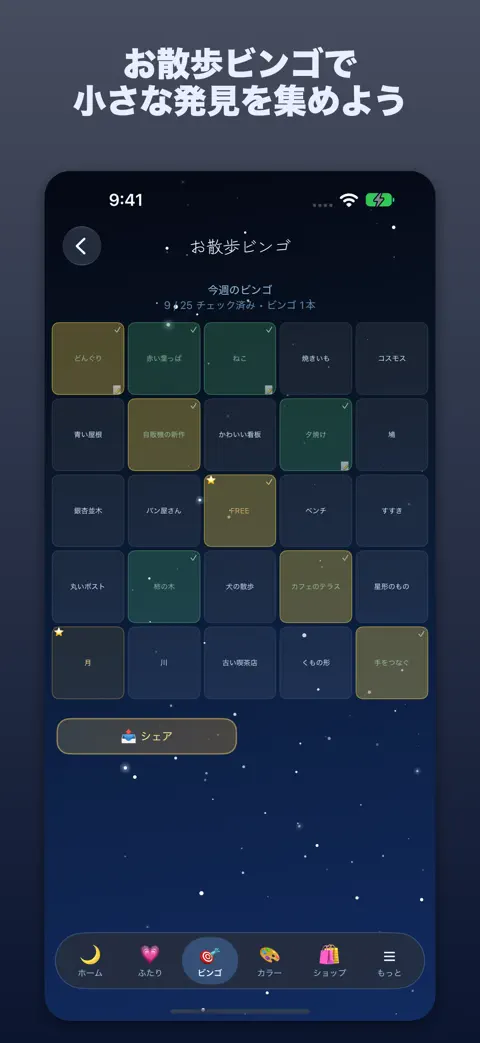 お散歩ビンゴで
小さな発見を集めよう
9:41
お散歩ビンゴ
今週のビンゴ
9 / 25 チェック済み・ビンゴ 1本
どんぐり
赤い葉っぱ
ねこ
焼きいも
コスモス
青い屋根
自販機の新作
かわいい看板
夕焼け
鳩
銀杏並木
パン屋さん
FREE
ベンチ
すすき
丸いポスト
柿の木
犬の散歩
カフェのテラス
星形のもの
月
川
古い喫茶店
くもの形
手をつなぐ
シェア
ホーム
ふたり
ビンゴ
カラー
ショップ
もっと